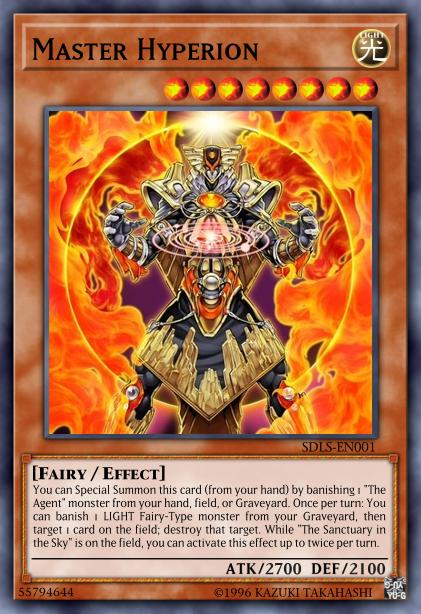 MASTER HYPERION
LIGHT
光
SDLS-EN001
[FAIRY / EFFECT]
You can Special Summon this card (from your hand) by banishing 1 "The
Agent" monster from your hand, field, or Graveyard. Once per turn: You
can banish 1 LIGHT Fairy-Type monster from your Graveyard, then
target 1 card on the field; destroy that target. While "The Sanctuary in
the Sky" is on the field, you can activate this effect up to twice per turn.
ATK/2700 DEF/2100
55794644
©1996 KAZUKI TAKAHASHI